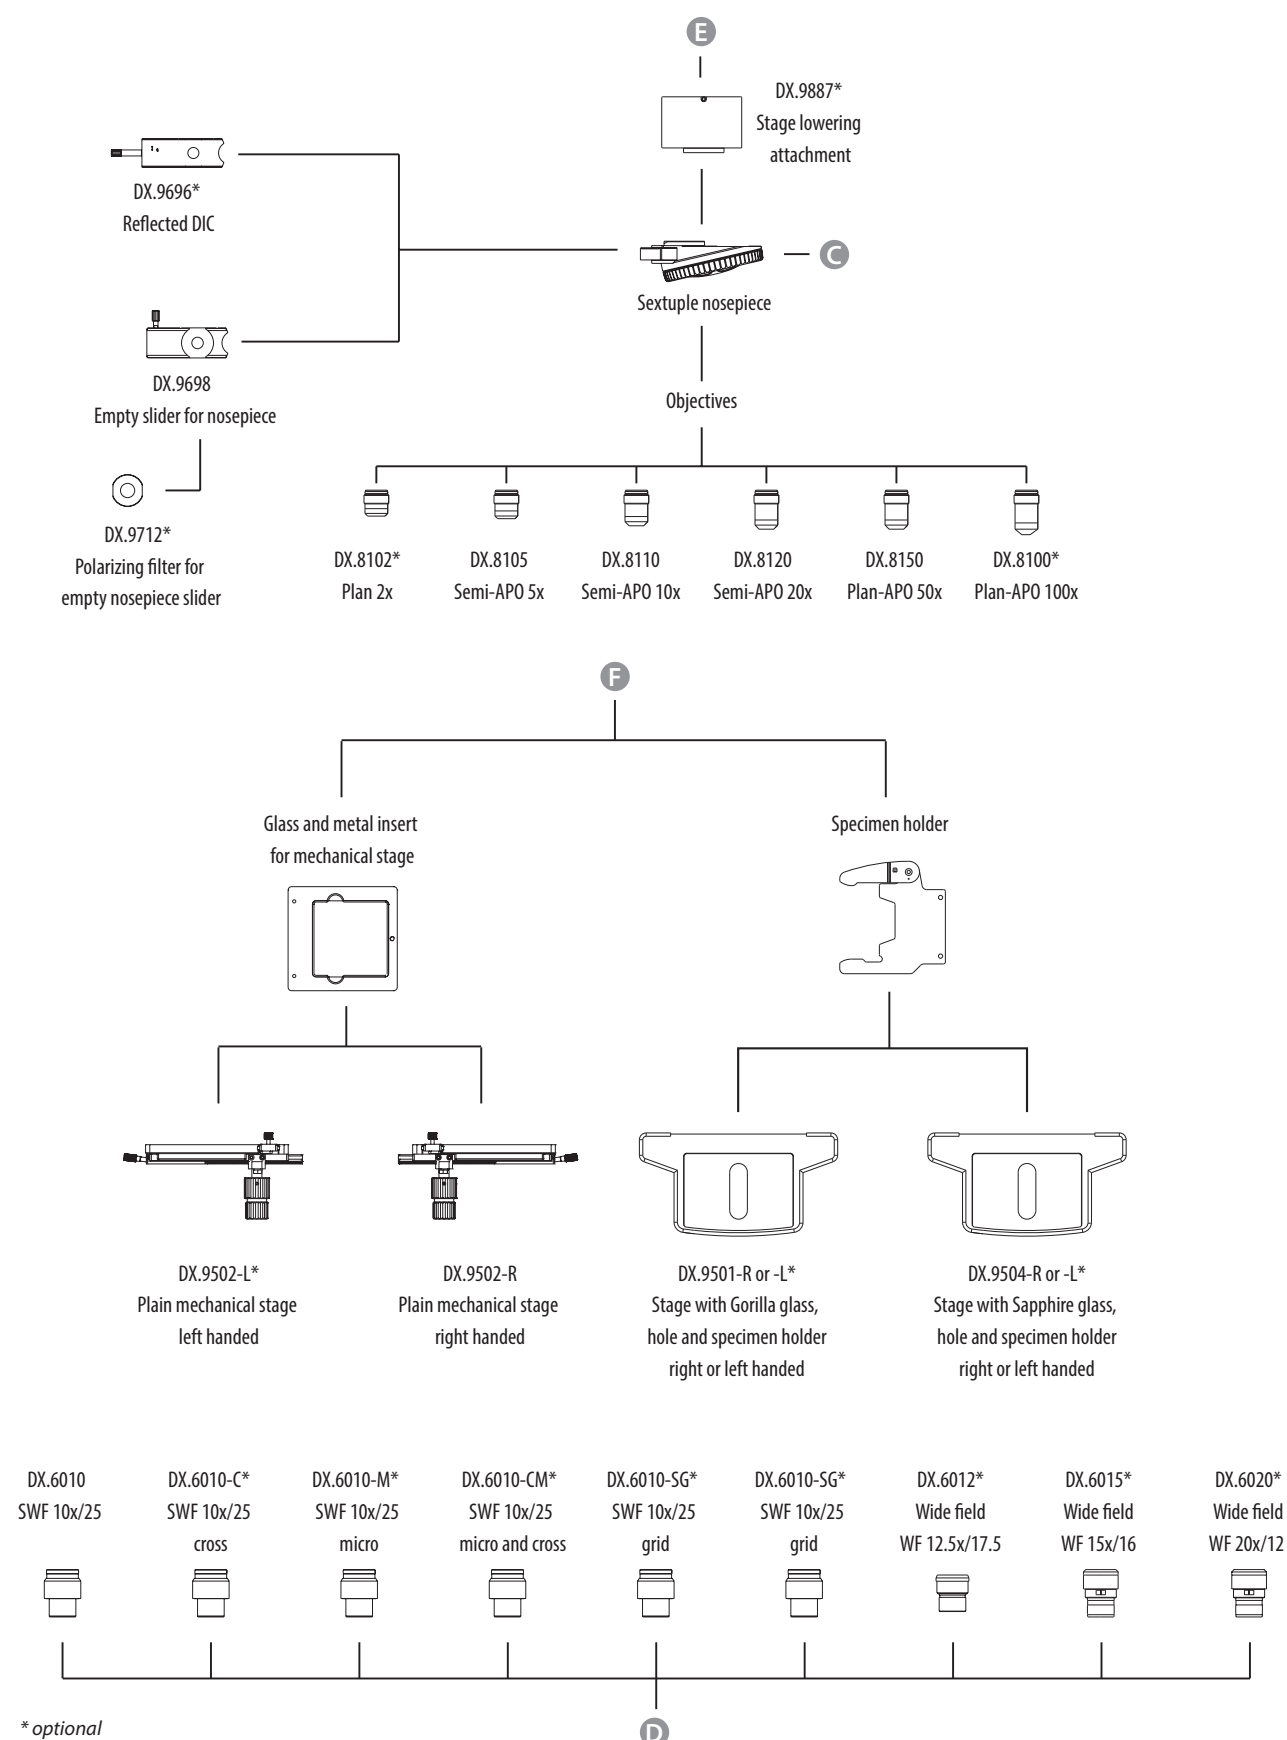 E
DX.9887*
Stage lowering
attachment
DX.9696*
Reflected DIC
C
Sextuple nosepiece
DX.9698
Empty slider for nosepiece
Objectives
DX.9712*
Polarizing filter for
empty nosepiece slider
DX.8102*
Plan 2x
DX.8105
Semi-APO 5x
DX.8110
Semi-APO 10x
DX.8120
Semi-APO 20x
DX.8150
Plan-APO 50x
DX.8100*
Plan-APO 100x
F
Glass and metal insert
for mechanical stage
Specimen holder
DX.9502-L*
Plain mechanical stage
left handed
DX.9502-R
Plain mechanical stage
right handed
DX.9501-R or -L*
Stage with Gorilla glass,
hole and specimen holder
right or left handed
DX.9504-R or -L*
Stage with Sapphire glass,
hole and specimen holder
right or left handed
DX.6010
SWF 10x/25
DX.6010-C*
SWF 10x/25
cross
DX.6010-M*
SWF 10x/25
micro
DX.6010-CM*
SWF 10x/25
micro and cross
DX.6010-SG*
SWF 10x/25
grid
DX.6010-SG*
SWF 10x/25
grid
DX.6012*
Wide field
WF 12.5x/17.5
DX.6015*
Wide field
WF 15x/16
DX.6020*
Wide field
WF 20x/12
* optional
D